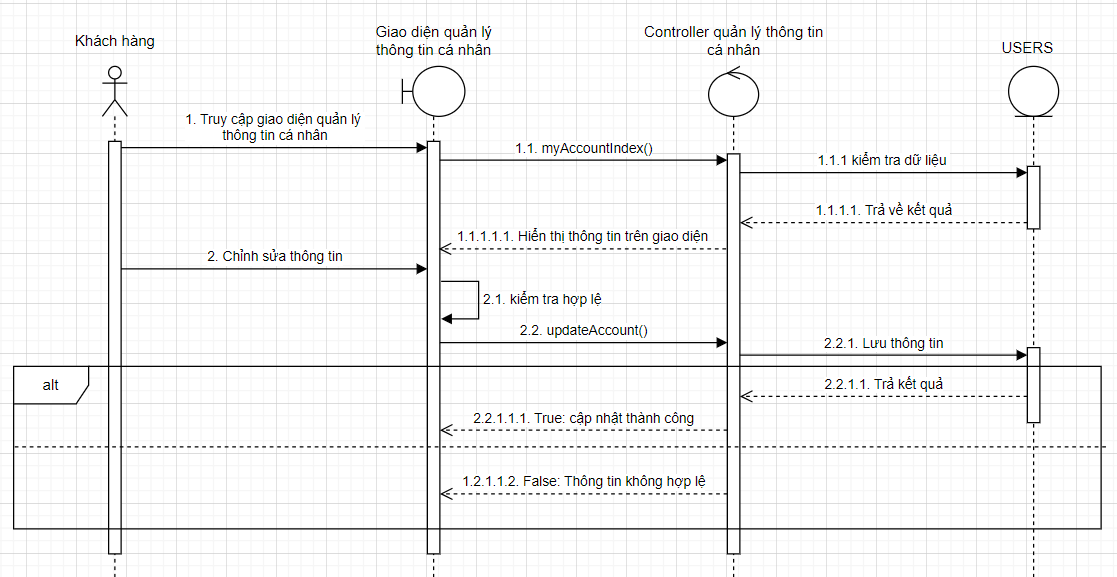 Khách hàng
Giao diện quản lý
thông tin cá nhân
Controller quản lý thông tin
cá nhân
USERS
1. Truy cập giao diện quản lý
thông tin cá nhân
1.1. myAccountIndex()
1.1.1 kiểm tra dữ liệu
1.1.1.1. Trả về kết quả
1.1.1.1.1. Hiển thị thông tin trên giao diện
2. Chỉnh sửa thông tin
2.1. kiểm tra hợp lệ
2.2. updateAccount()
2.2.1. Lưu thông tin
alt
2.2.1.1. Trả kết quả
2.2.1.1.1. True: cập nhật thành công
1.2.1.1.2. False: Thông tin không hợp lệ